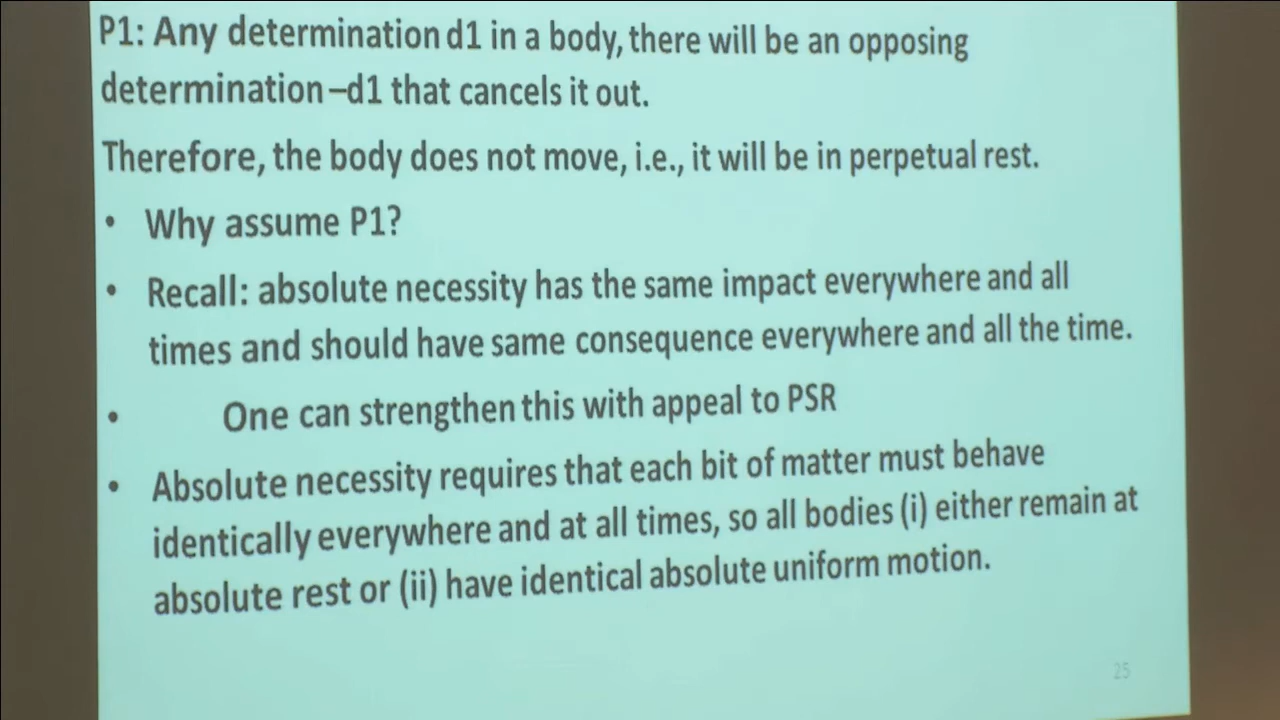 P1: Any determination d1 in a body, there will be an opposing
determination –d1 that cancels it out.
Therefore, the body does not move, i.e., it will be in perpetual rest.
• Why assume P1?
• Recall: absolute necessity has the same impact everywhere and all
times and should have same consequence everywhere and all the time.
• One can strengthen this with appeal to PSR
• Absolute necessity requires that each bit of matter must behave
identically everywhere and at all times, so all bodies (i) either remain at
absolute rest or (ii) have identical absolute uniform motion.
25